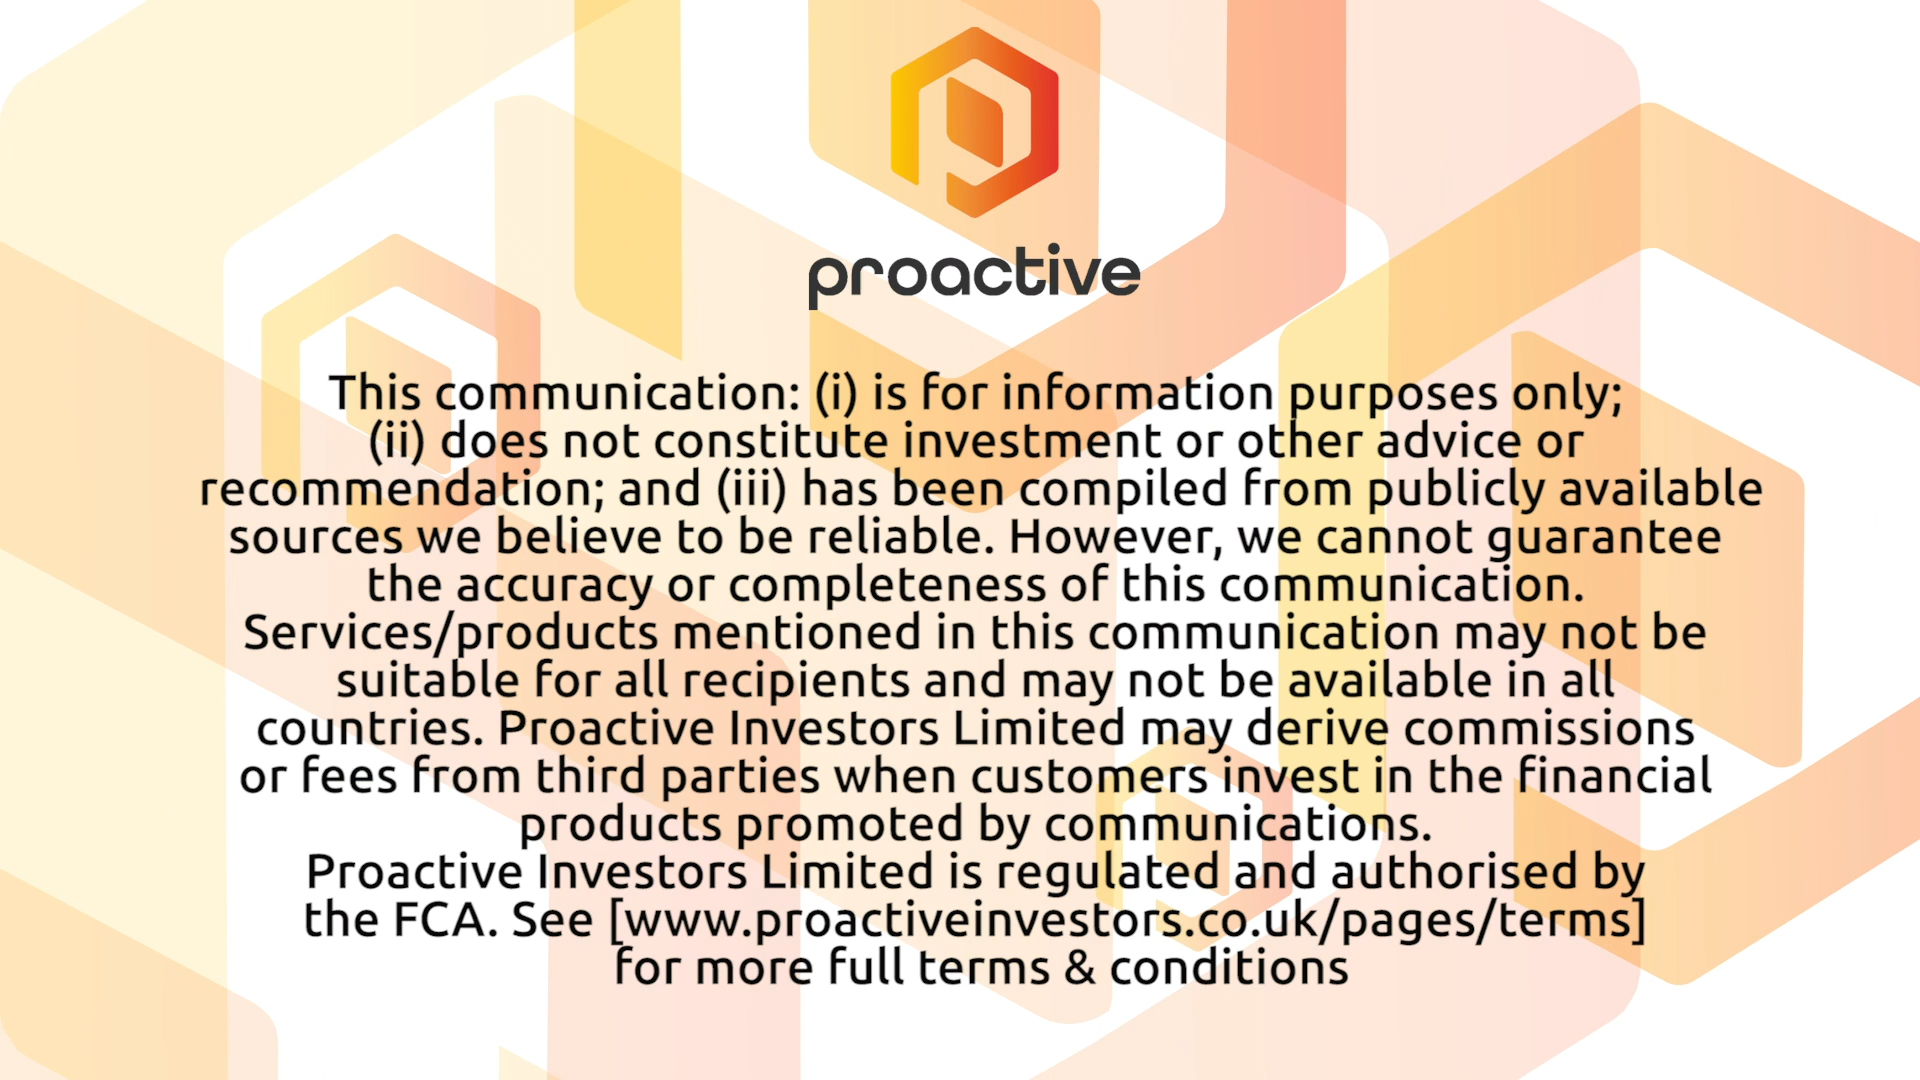 proactive
This communication: (i) is for information purposes only;
(ii) does not constitute investment or other advice or
recommendation; and (iii) has been compiled from publicly available
sources we believe to be reliable. However, we cannot guarantee
the accuracy or completeness of this communication.
Services/products mentioned in this communication may not be
suitable for all recipients and may not be available in all
countries. Proactive Investors Limited may derive commissions
or fees from third parties when customers invest in the financial
products promoted by communications.
Proactive Investors Limited is regulated and authorised by
the FCA. See [www.proactiveinvestors.co.uk/pages/terms]
for more full terms & conditions